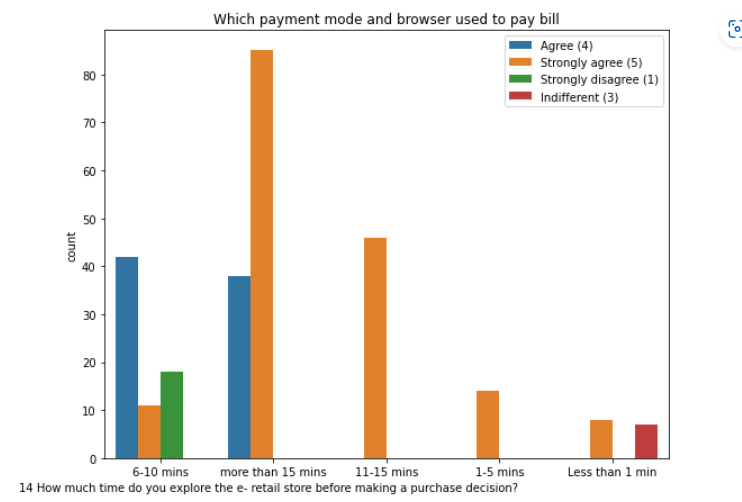 Which payment mode and browser used to pay bill
Agree (4)
Strongly agree (5)
Strongly disagree (1)
Indifferent (3)
80
70
60
50
40
30
20
10
0
count
6-10 mins
more than 15 mins
11-15 mins
1-5 mins
Less than 1 min
14 How much time do you explore the e- retail store before making a purchase decision?